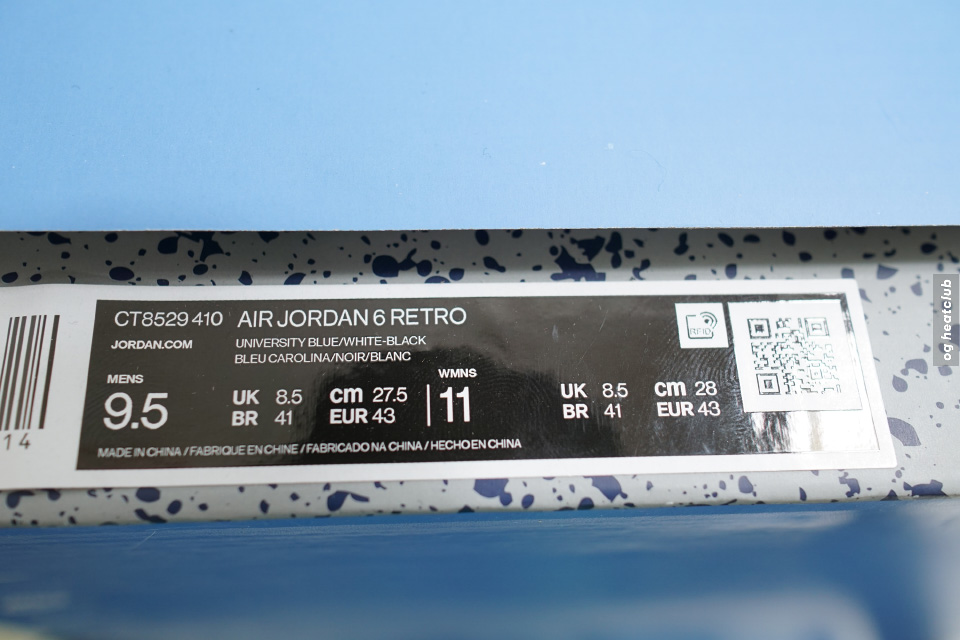 CT8529 410 AIR JORDAN 6 RETRO
JORDAN.COM
UNIVERSITY BLUE/WHITE-BLACK
BLEU CAROLINA/NOIR/BLANC
RFID
MENS
9.5
UK 8.5 cm 27.5
BR 41 EUR 43
WMNS
11
UK 8.5 cm 28
BR 41 EUR 43
MADE IN CHINA / FABRIQUE EN CHINE / FABRICADO NA CHINA / HECHO EN CHINA
14
og heatclub